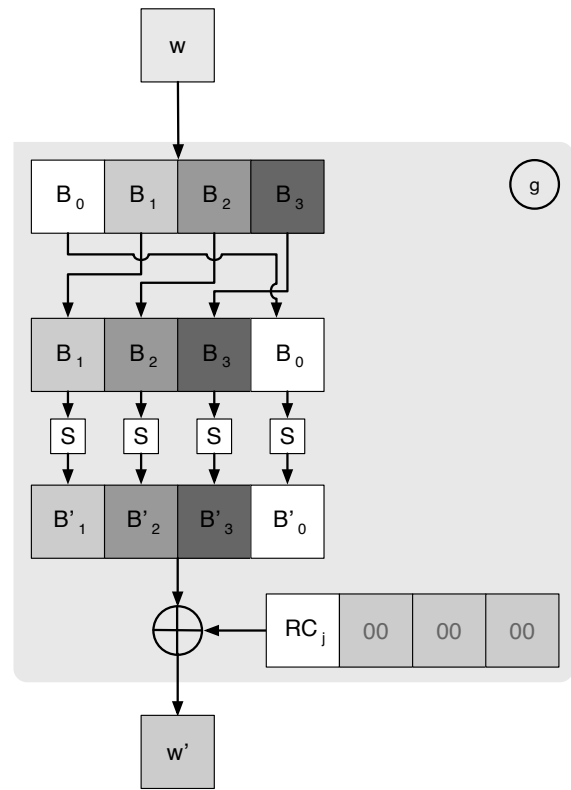 w
B₀ B₁ B₂ B₃
g
B₁ B₂ B₃ B₀
S S S S
B'₁ B'₂ B'₃ B'₀
RCⱼ 00 00 00
w’